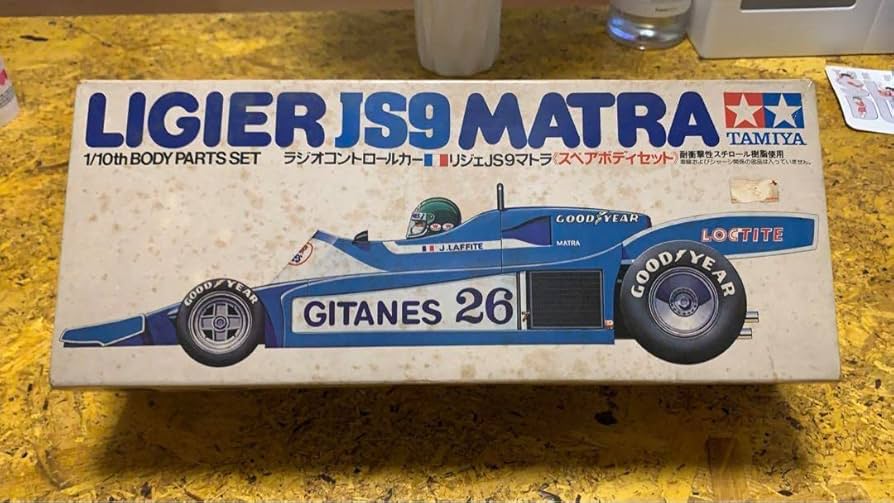 LIGIER JS9 MATRA
TAMIYA
1/10th BODY PARTS SET ラジオコントロールカー リジェJS9マトラ《スペアボディセット》耐衝撃性スチロール樹脂使用
GOOD YEAR
J. LAFFITE
MATRA
LOCTITE
GOOD YEAR
GITANES 26
GOOD YEAR